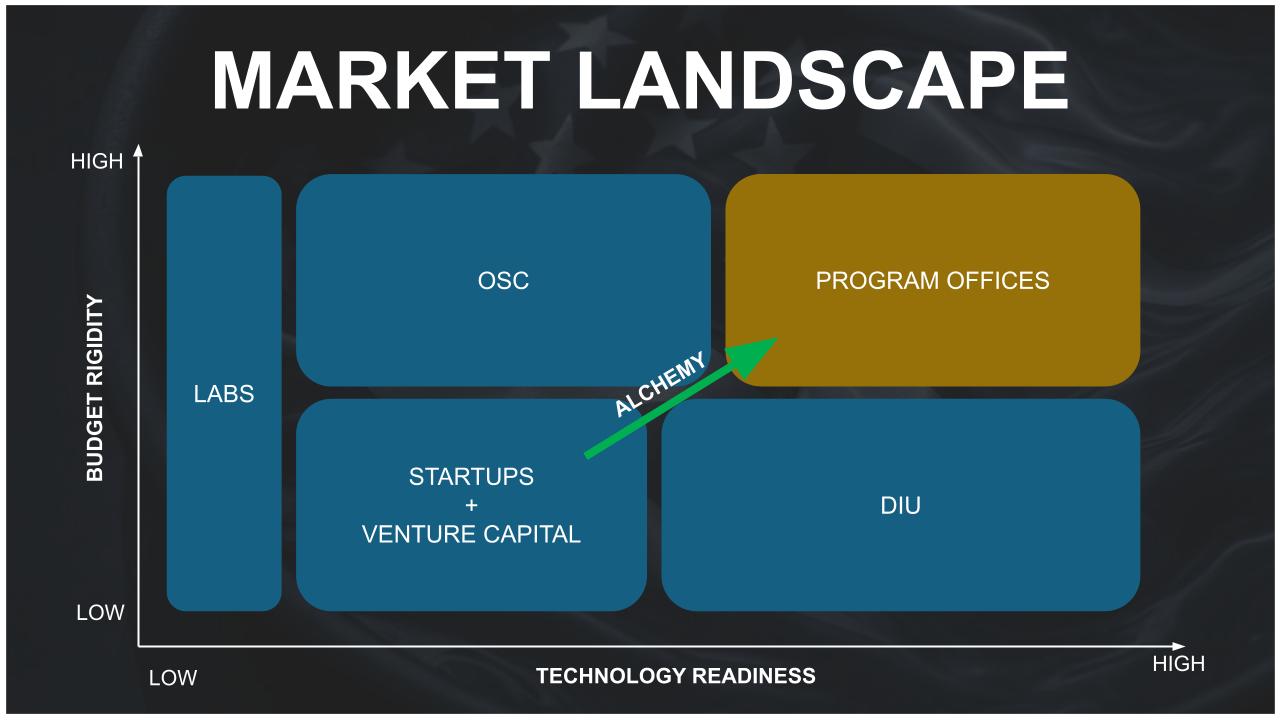 MARKET LANDSCAPE
HIGH
BUDGET RIGIDITY
LOW
LABS
OSC
PROGRAM OFFICES
ALCHEMY
STARTUPS
+
VENTURE CAPITAL
DIU
LOW
TECHNOLOGY READINESS
HIGH